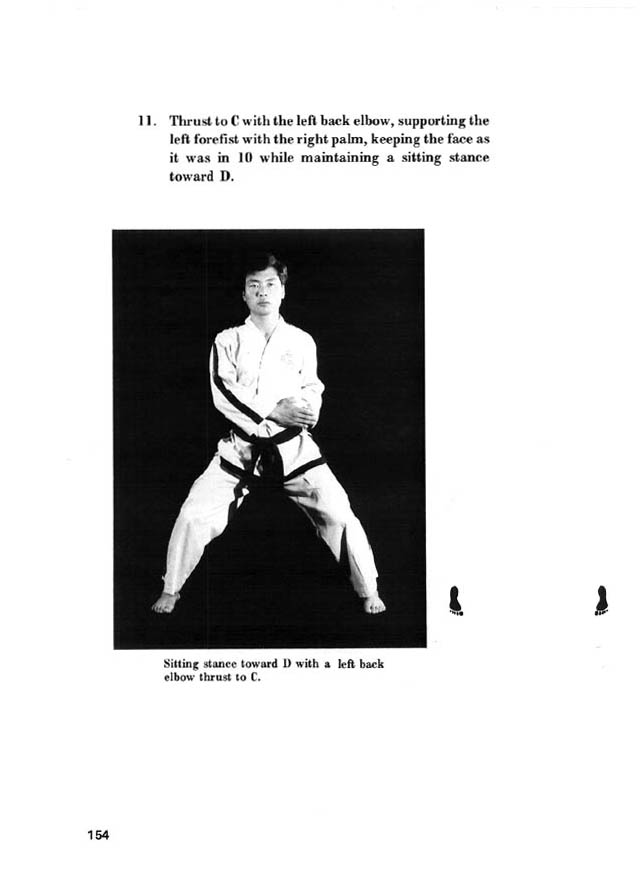 11. Thrust to C with the left back elbow, supporting the
left forefist with the right palm, keeping the face as
it was in 10 while maintaining a sitting stance
toward D.
Sitting stance toward D with a left back
elbow thrust to C.
154